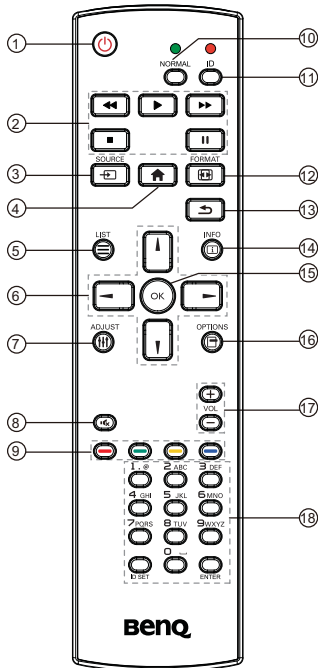 1
10
NORMAL
ID
11
2
SOURCE
FORMAT
3
12
4
13
LIST
INFO
5
14
15
6
OK
ADJUST
OPTIONS
7
16
+
VOL
17
−
8
9
1 . @
2 ABC
3 DEF
4 GHI
5 JKL
6 MNO
18
7 PQRS
8 TUV
9 WXYZ
0
ID SET
ENTER
BenQ